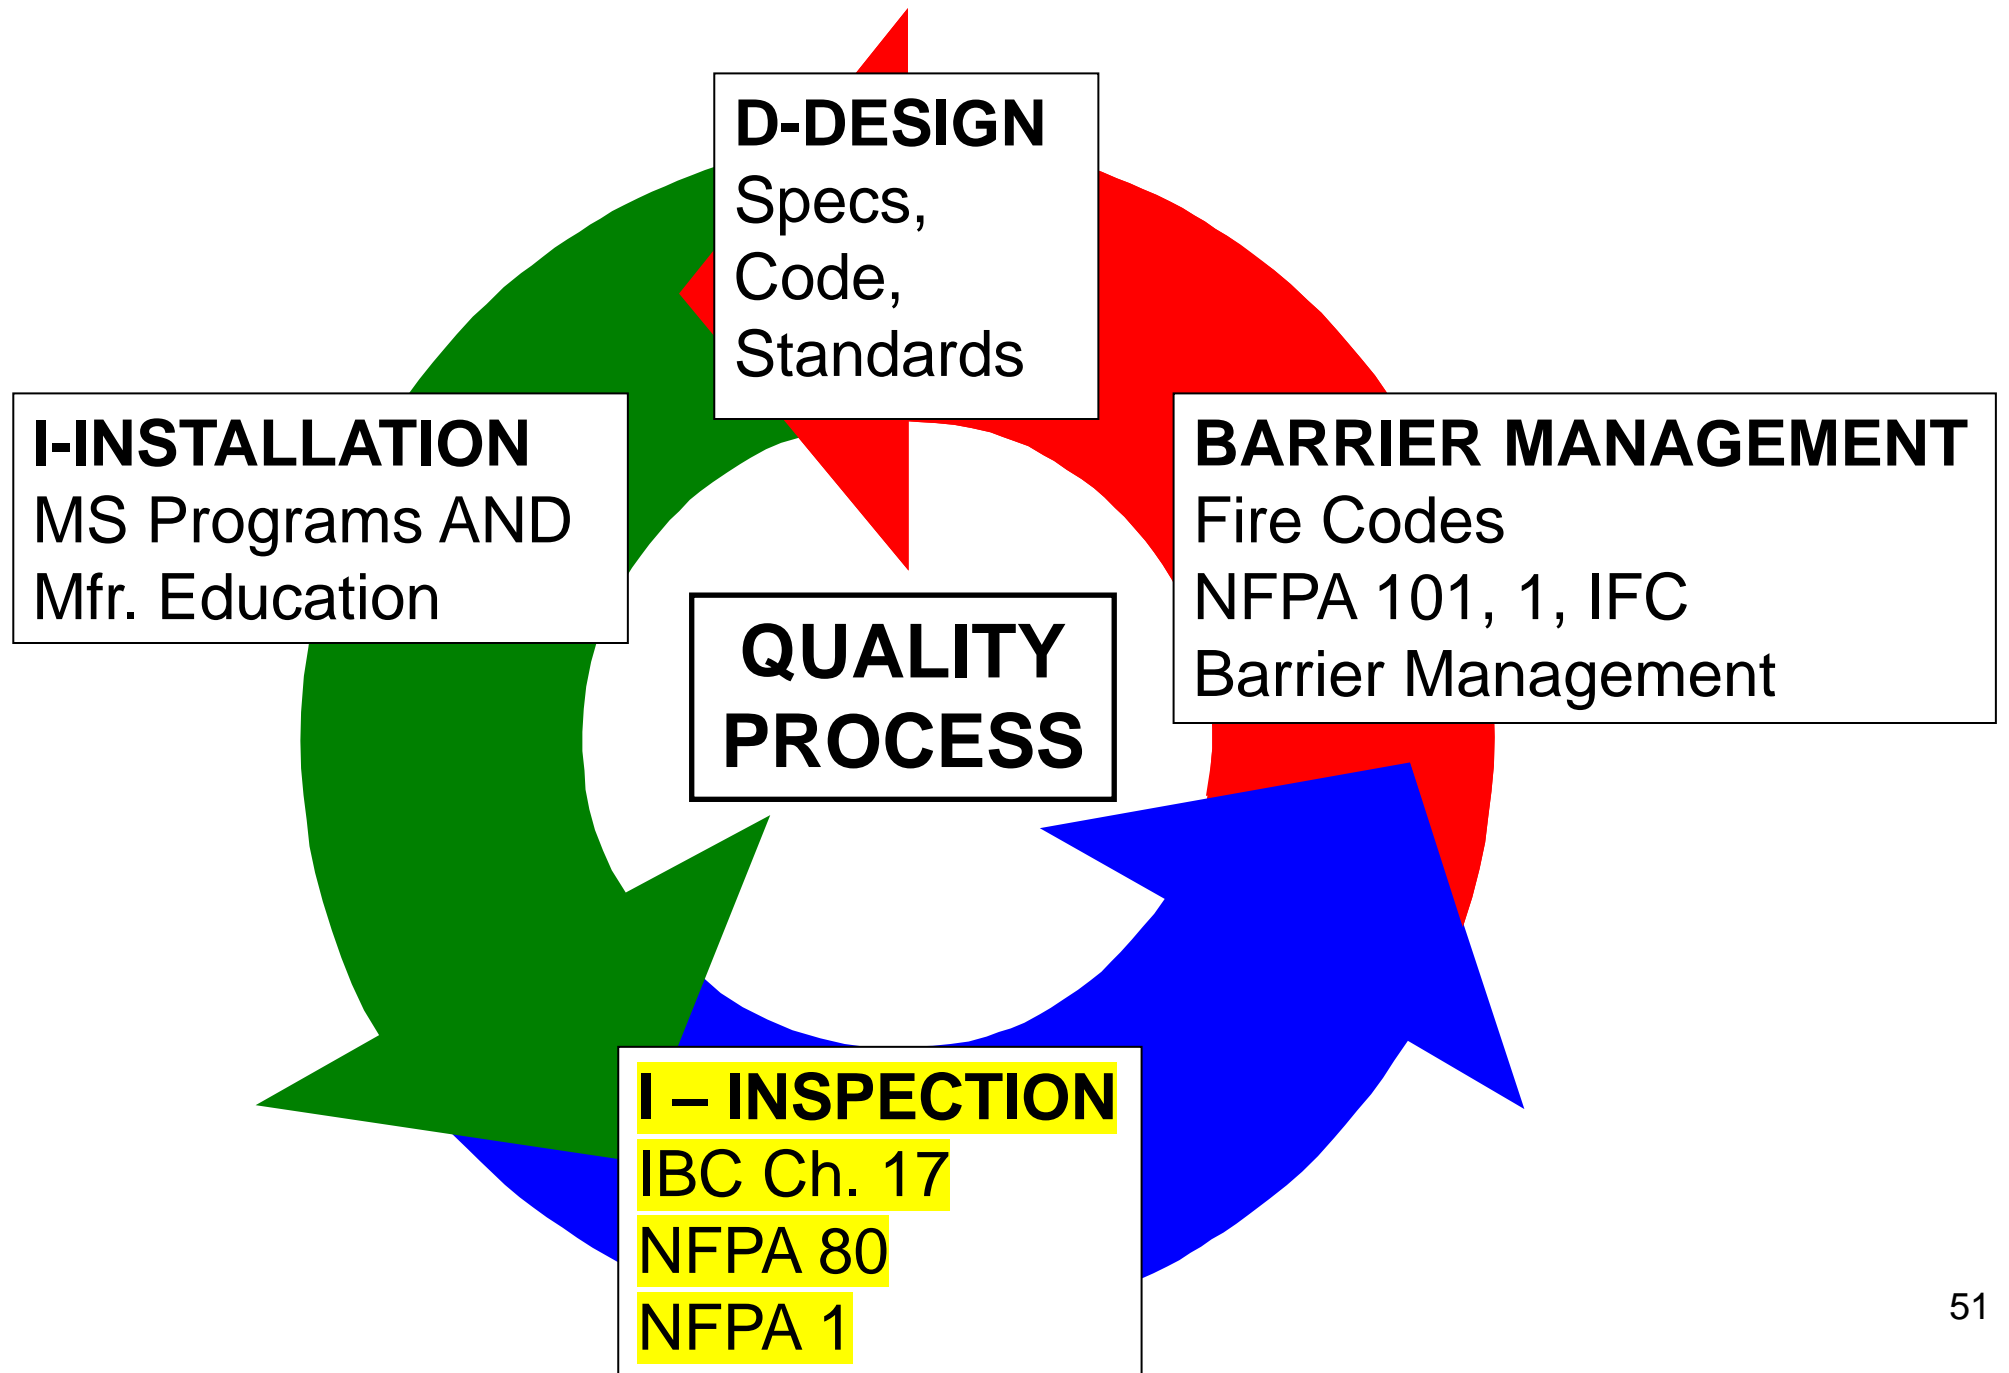 D-DESIGN
Specs,
Code,
Standards
I-INSTALLATION
MS Programs AND
Mfr. Education
BARRIER MANAGEMENT
Fire Codes
NFPA 101, 1, IFC
Barrier Management
QUALITY
PROCESS
I – INSPECTION
IBC Ch. 17
NFPA 80
NFPA 1
51